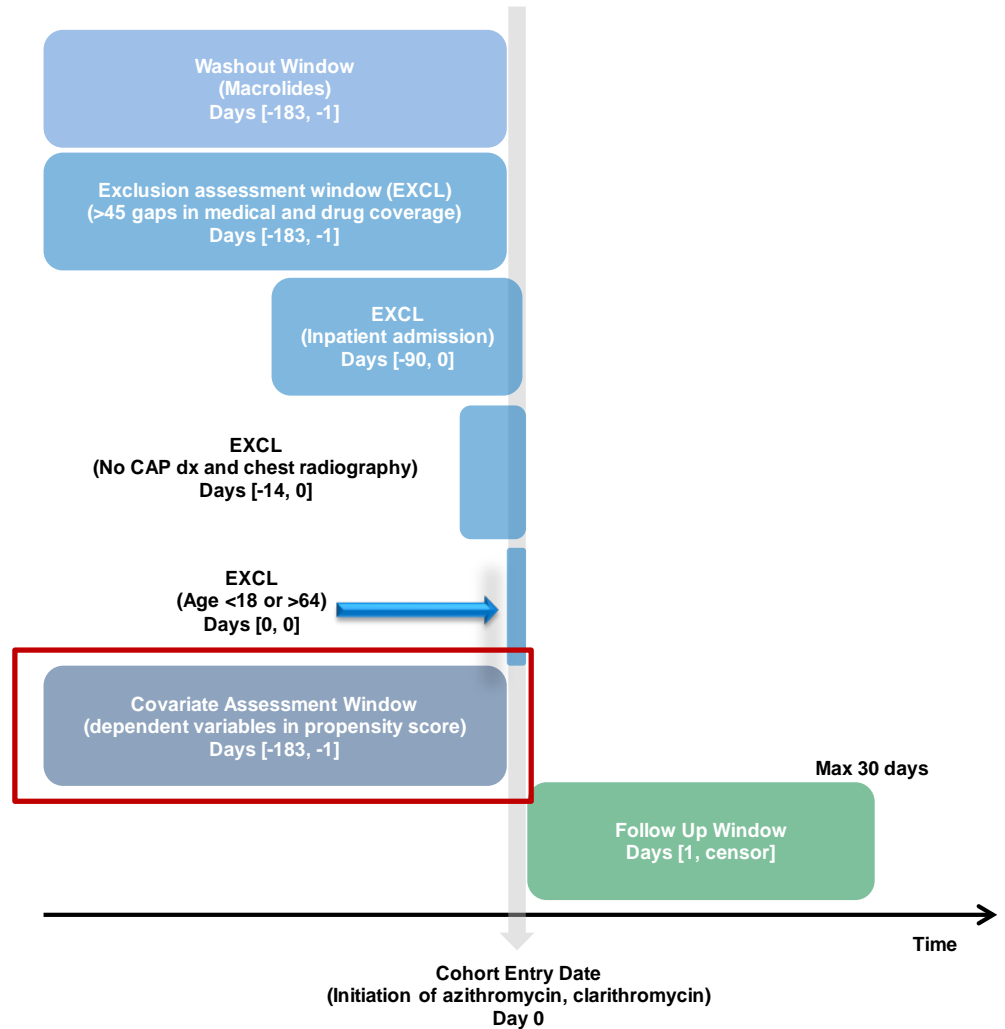 Washout Window
(Macrolides)
Days [-183, -1]
Exclusion assessment window (EXCL)
(>45 gaps in medical and drug coverage)
Days [-183, -1]
EXCL
(Inpatient admission)
Days [-90, 0]
EXCL
(No CAP dx and chest radiography)
Days [-14, 0]
EXCL
(Age <18 or >64)
Days [0, 0]
Covariate Assessment Window
(dependent variables in propensity score)
Days [-183, -1]
Max 30 days
Follow Up Window
Days [1, censor]
Time
Cohort Entry Date
(Initiation of azithromycin, clarithromycin)
Day 0